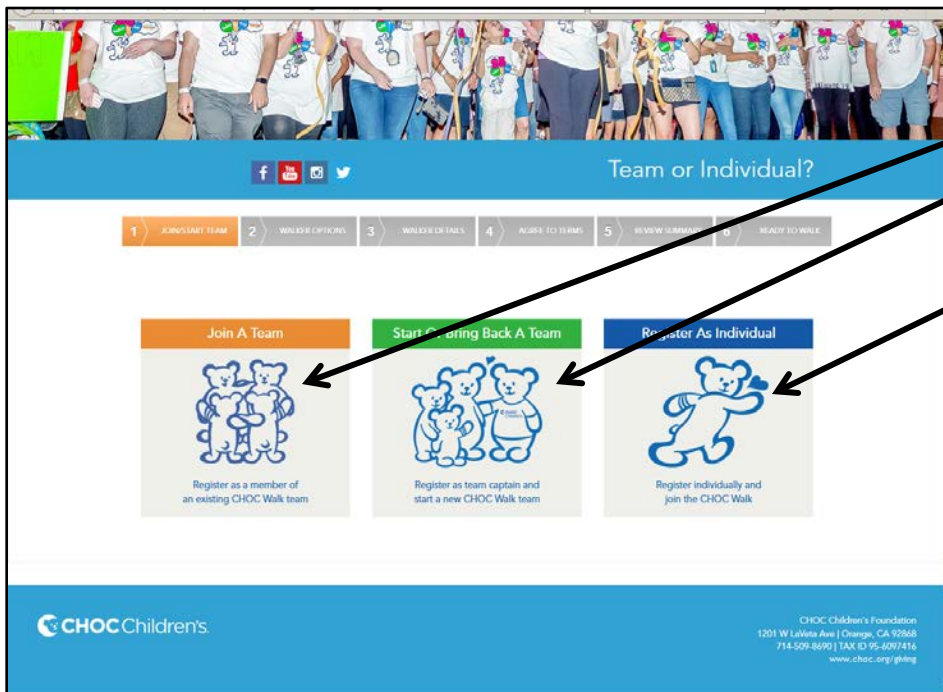 You
Tube
Team or Individual?
1 JOIN/START TEAM 2 WALKER OPTIONS 3 WALKER DETAILS 4 AGREE TO TERMS 5 REVIEW SUMMARY 6 READY TO WALK
Join A Team
Start Or Bring Back A Team
Register As Individual
CHOC
Children's
Register as a member of
an existing CHOC Walk team
Register as team captain and
start a new CHOC Walk team
Register individually and
join the CHOC Walk
CHOC Children's.
CHOC Children's Foundation
1201 W LaVeta Ave | Orange, CA 92868
714-509-8690 | TAX ID 95-6097416
www.choc.org/giving